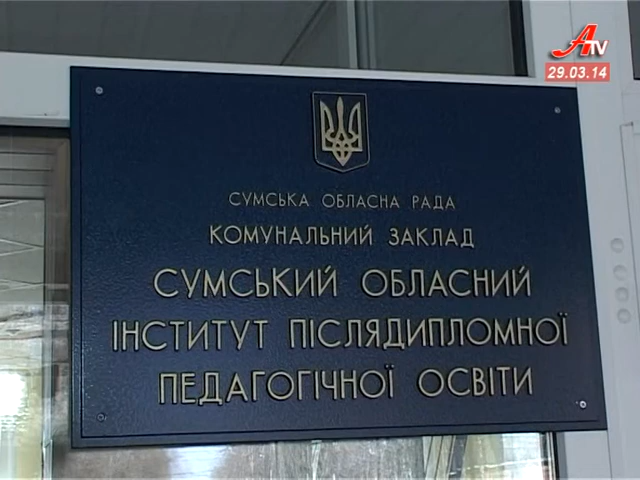 ATV
29.03.14
СУМСЬКА ОБЛАСНА РАДА
КОМУНАЛЬНИЙ ЗАКЛАД
СУМСЬКИЙ ОБЛАСНИЙ
ІНСТИТУТ ПІСЛЯДИПЛОМНОЇ
ПЕДАГОГІЧНОЇ ОСВІТИ